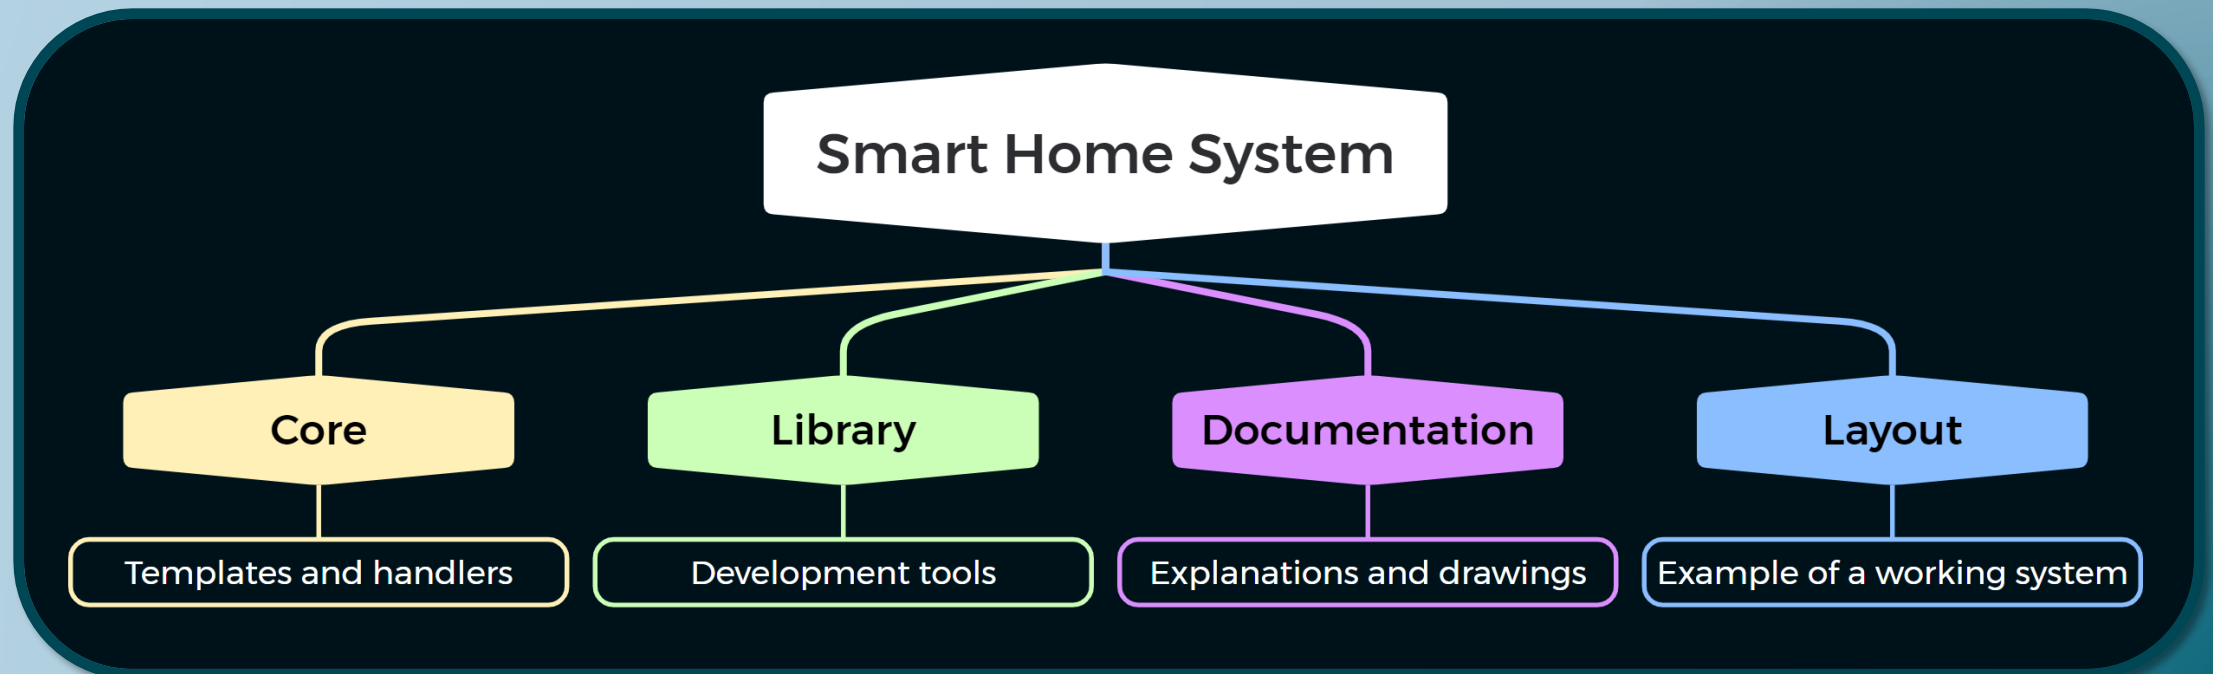 Smart Home System
Core
Library
Documentation
Layout
Templates and handlers
Development tools
Explanations and drawings
Example of a working system